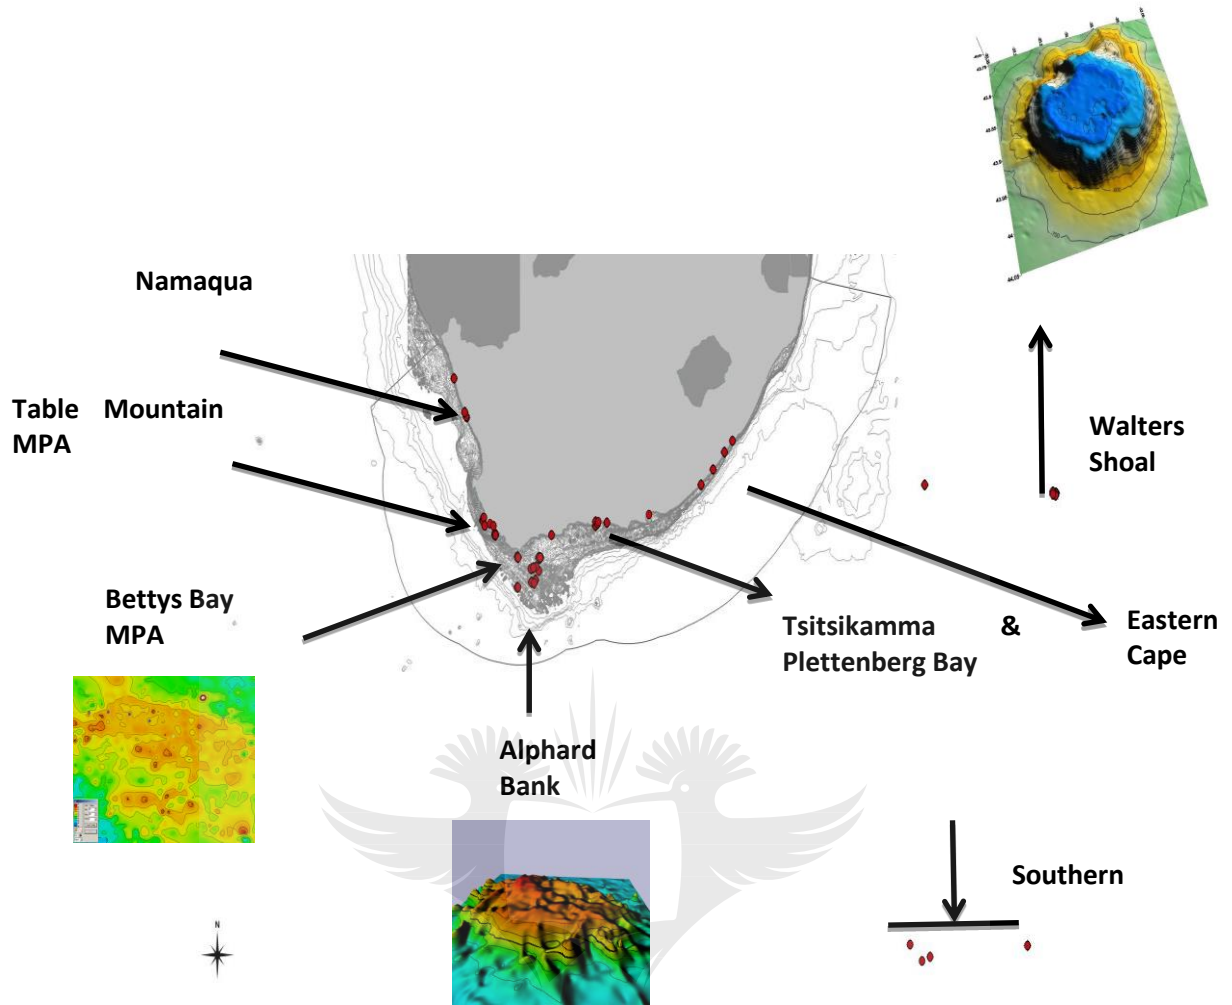 Namaqua
Table Mountain
MPA
Walters
Shoal
Bettys Bay
MPA
Tsitsikamma &
Plettenberg Bay
Eastern
Cape
Alphard
Bank
Southern
N